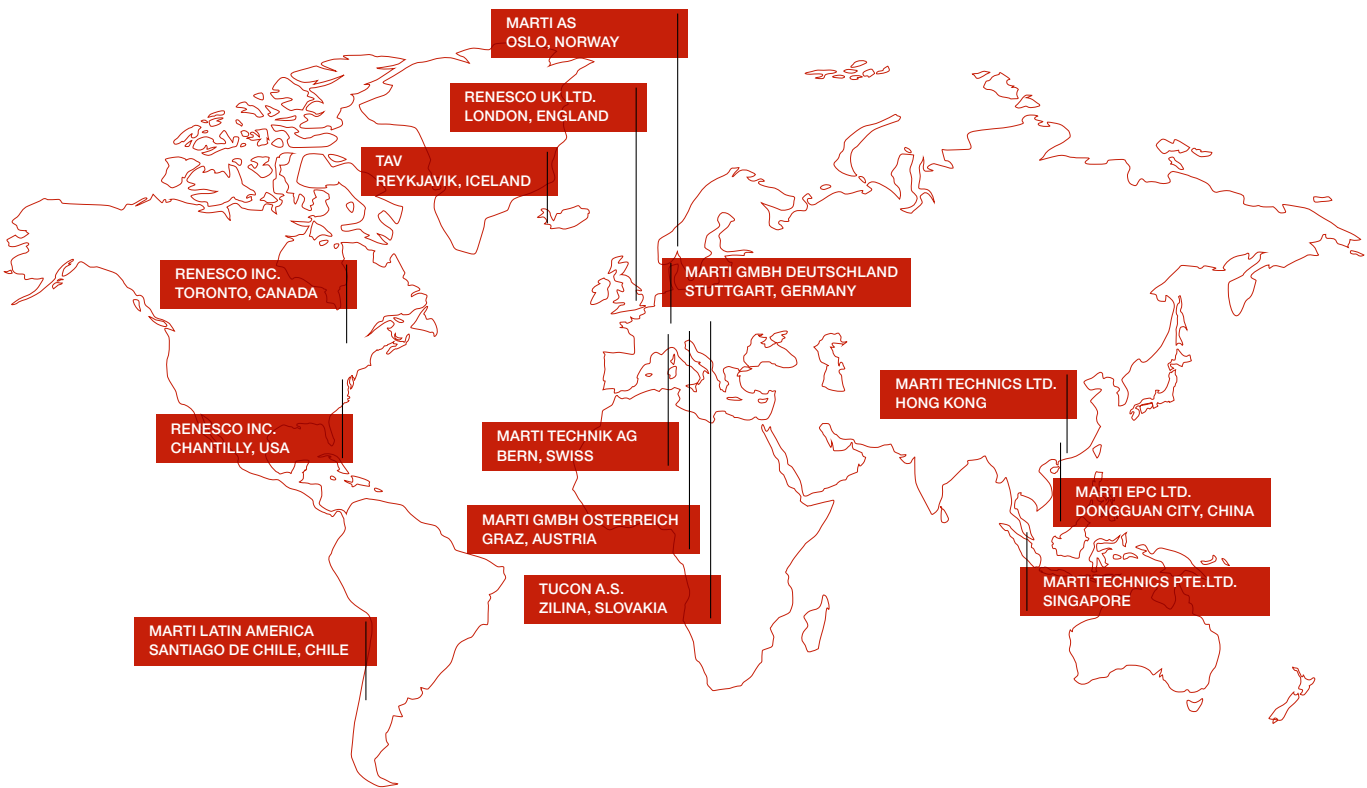 MARTI AS
OSLO, NORWAY
RENESCO UK LTD.
LONDON, ENGLAND
TAV
REYKJAVIK, ICELAND
RENESCO INC.
TORONTO, CANADA
MARTI GMBH DEUTSCHLAND
STUTTGART, GERMANY
MARTI TECHNICS LTD.
HONG KONG
RENESCO INC.
CHANTILLY, USA
MARTI TECHNIK AG
BERN, SWISS
MARTI EPC LTD.
DONGGUAN CITY, CHINA
MARTI GMBH OSTERREICH
GRAZ, AUSTRIA
MARTI TECHNICS PTE.LTD.
SINGAPORE
TUCON A.S.
ZILINA, SLOVAKIA
MARTI LATIN AMERICA
SANTIAGO DE CHILE, CHILE